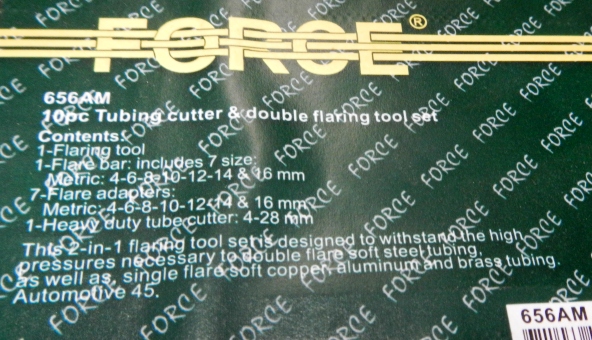 FORCE®
656AM
10pc Tubing cutter & double flaring tool set
Contents:
1-Flaring tool
1-Flare bar: includes 7 size:
Metric: 4-6-8-10-12-14 & 16 mm
7-Flare adapters:
Metric: 4-6-8-10-12-14 & 16 mm
1-Heavy duty tube cutter: 4-28 mm
This 2-in-1 flaring tool set is designed to withstand the high
pressures necessary to double flare soft steel tubing,
as well as, single flare soft copper, aluminum and brass tubing.
Automotive 45.
656AM